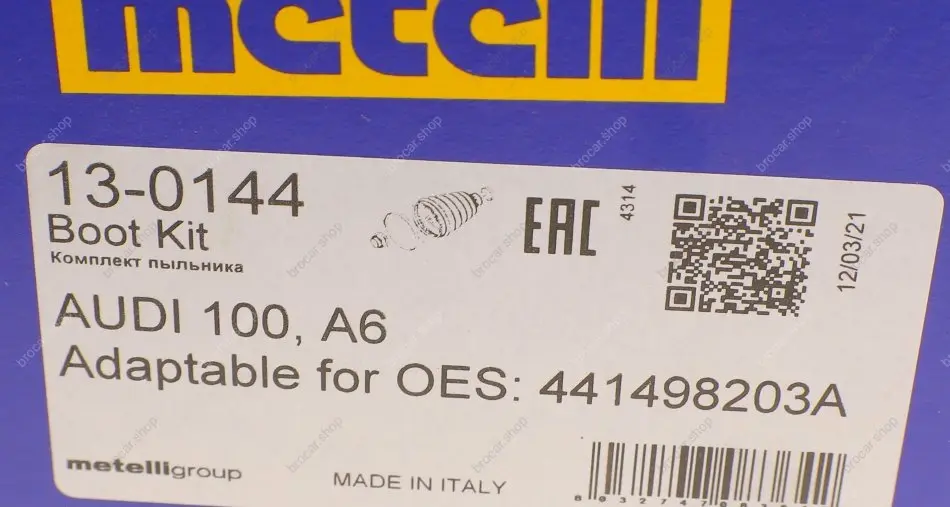 metelli
13-0144
Boot Kit
Комплект пыльника
EAC
4314
12/03/21
AUDI 100, A6
Adaptable for OES: 441498203A
metelligroup
MADE IN ITALY
brocar.shop